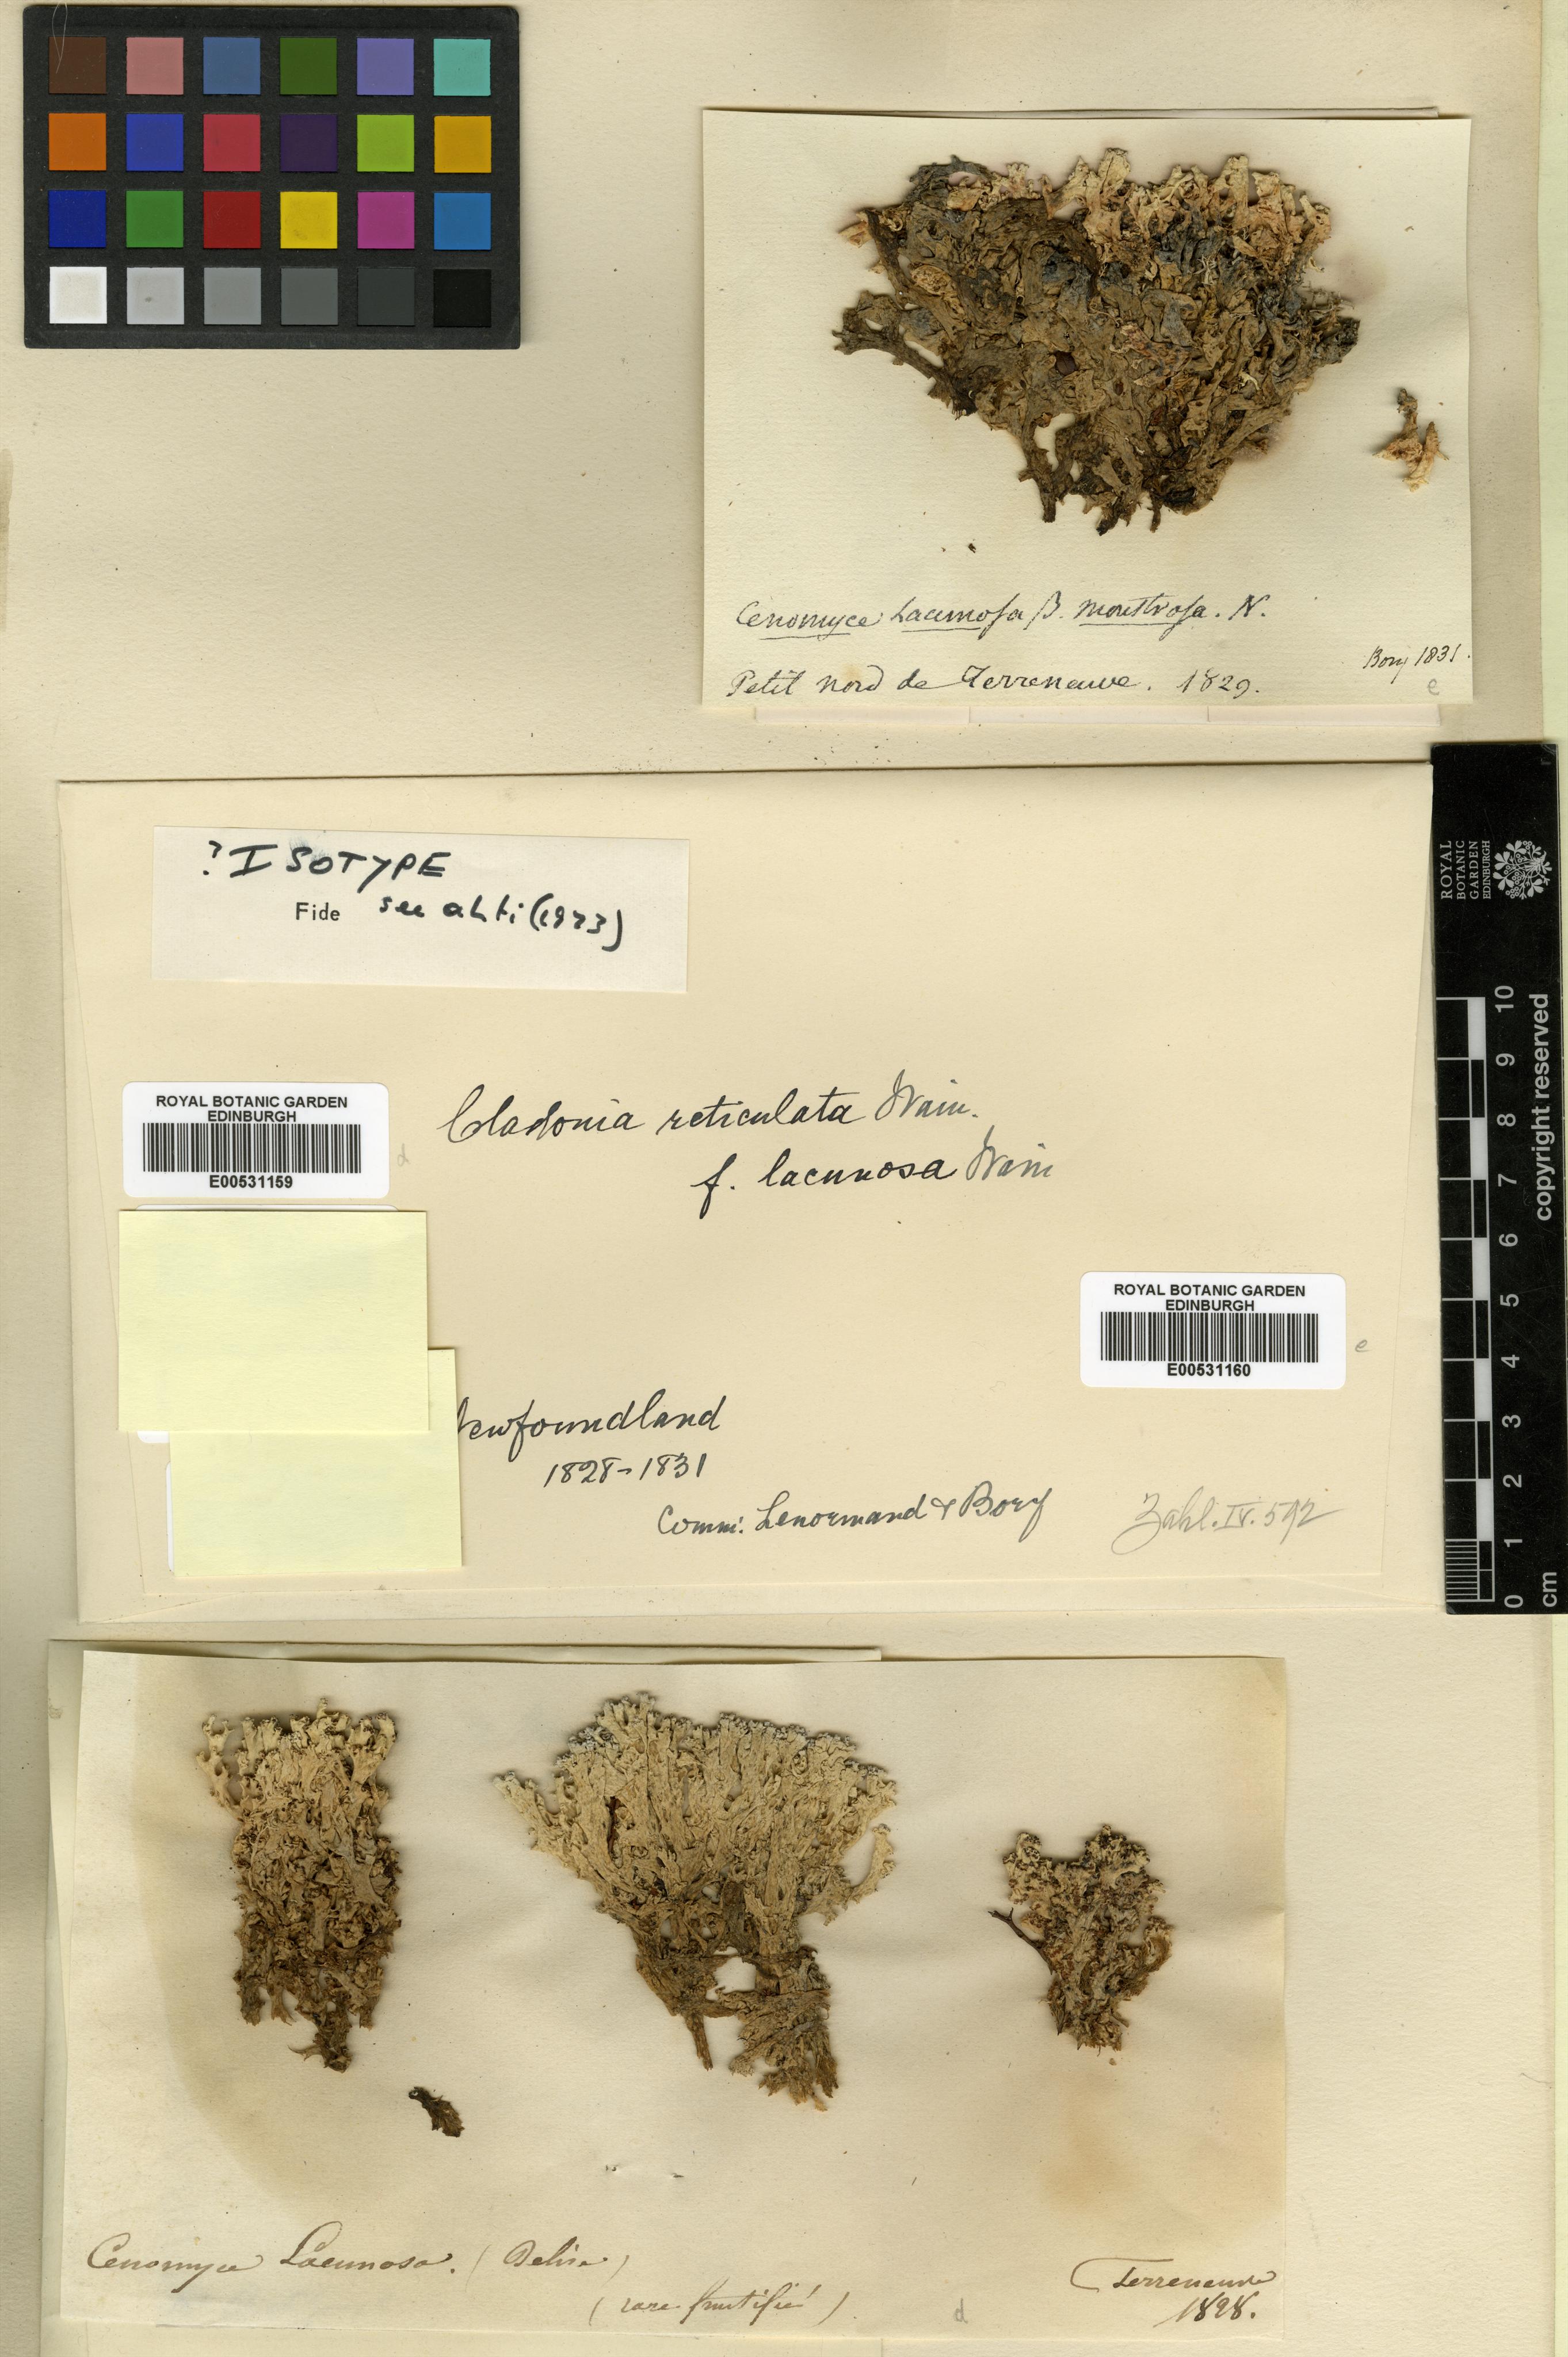 Cenomyce Lacunosa β. monstrosa. N.
Bory 1831.
Petit nord de Terreneuve. 1829.
e
? ISOTYPE
Fide see Ahti (1973)
ROYAL
BOTANIC
GARDEN
EDINBURGH
ROYAL BOTANIC GARDEN
EDINBURGH
E00531159
d
Cladonia reticulata Wain.
f. lacunosa Wain
ROYAL BOTANIC GARDEN
EDINBURGH
E00531160
e
ewfoundland
1828-1831
Comm: Lenormand & Bory
Zahl. IV. 592
10
9
8
7
6
5
4
3
2
1
0
cm
copyright reserved
Cenomyce Lacunosa. (Delise)
(rare fructifié)
d
Terreneuve
1828.